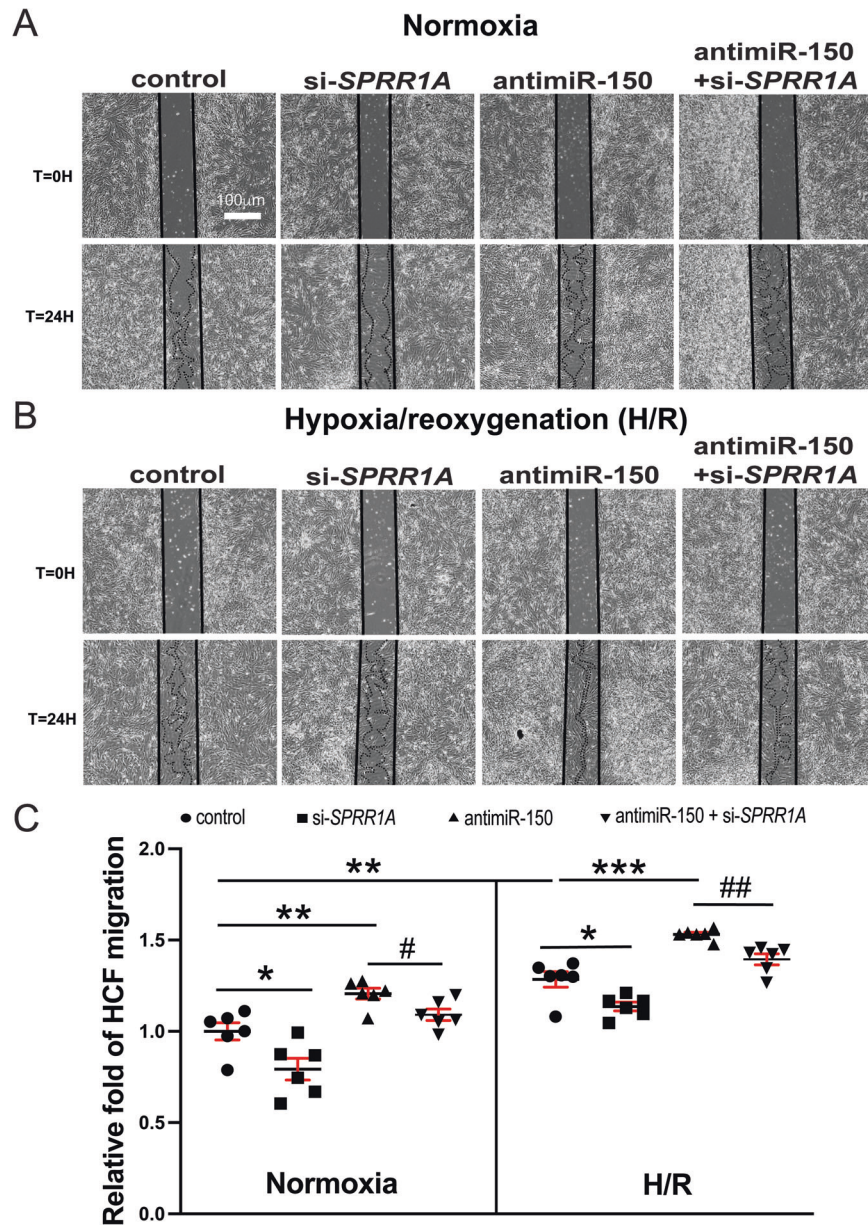 A
Normoxia
control
si-SPRR1A
antimiR-150
antimiR-150
+si-SPRR1A
T=0H
100μm
T=24H
B
Hypoxia/reoxygenation (H/R)
control
si-SPRR1A
antimiR-150
antimiR-150
+si-SPRR1A
T=0H
T=24H
C
control
si-SPRR1A
antimiR-150
antimiR-150 + si-SPRR1A
Relative fold of HCF migration
2.0
1.5
1.0
0.5
0.0
**
***
##
**
#
*
*
Normoxia
H/R